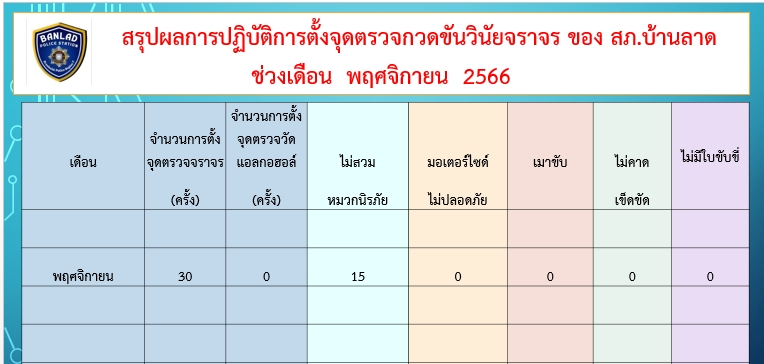 BANLAD
POLICE STATION
สรุปผลการปฏิบัติการตั้งจุดตรวจกวดขันวินัยจราจร ของ สภ.บ้านลาด
ช่วงเดือน พฤศจิกายน 2566
เดือน
จำนวนการตั้ง
จุดตรวจจราจร
(ครั้ง)
จำนวนการตั้ง
จุดตรวจวัด
แอลกอฮอล์
(ครั้ง)
ไม่สวม
หมวกนิรภัย
มอเตอร์ไซด์
ไม่ปลอดภัย
เมาขับ
ไม่คาด
เข็ดขัด
ไม่มีใบขับขี่
พฤศจิกายน 30 0 15 0 0 0 0